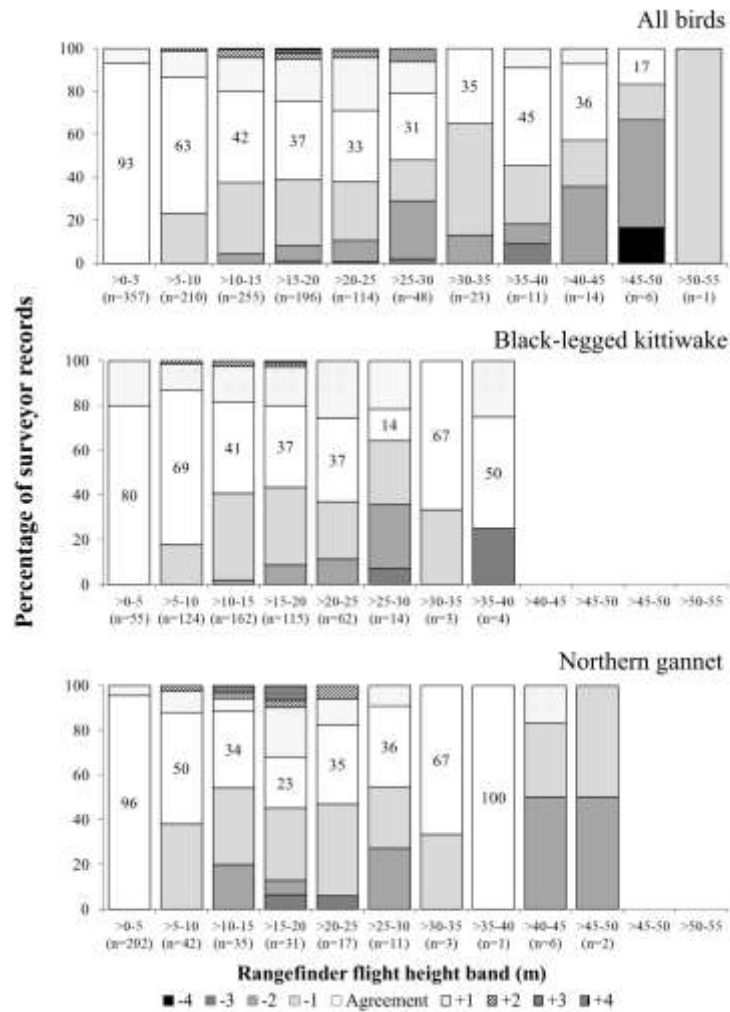 All birds
100
80
60
40
20
0
93
63
42
37
33
31
35
45
36
17
>0-5
(n=357)
>5-10
(n=210)
>10-15
(n=255)
>15-20
(n=196)
>20-25
(n=114)
>25-30
(n=48)
>30-35
(n=23)
>35-40
(n=11)
>40-45
(n=14)
>45-50
(n=6)
>50-55
(n=1)
Percentage of surveyor records
Black-legged kittiwake
100
80
60
40
20
0
80
69
41
37
37
14
67
50
>0-5
(n=55)
>5-10
(n=124)
>10-15
(n=162)
>15-20
(n=115)
>20-25
(n=62)
>25-30
(n=14)
>30-35
(n=3)
>35-40
(n=4)
>40-45
>45-50
>45-50
>50-55
Northern gannet
100
80
60
40
20
0
96
50
34
23
35
36
67
100
>0-5
(n=202)
>5-10
(n=42)
>10-15
(n=35)
>15-20
(n=31)
>20-25
(n=17)
>25-30
(n=11)
>30-35
(n=3)
>35-40
(n=1)
>40-45
(n=6)
>45-50
(n=2)
>45-50
>50-55
Rangefinder flight height band (m)
-4 -3 -2 -1 Agreement +1 +2 +3 +4